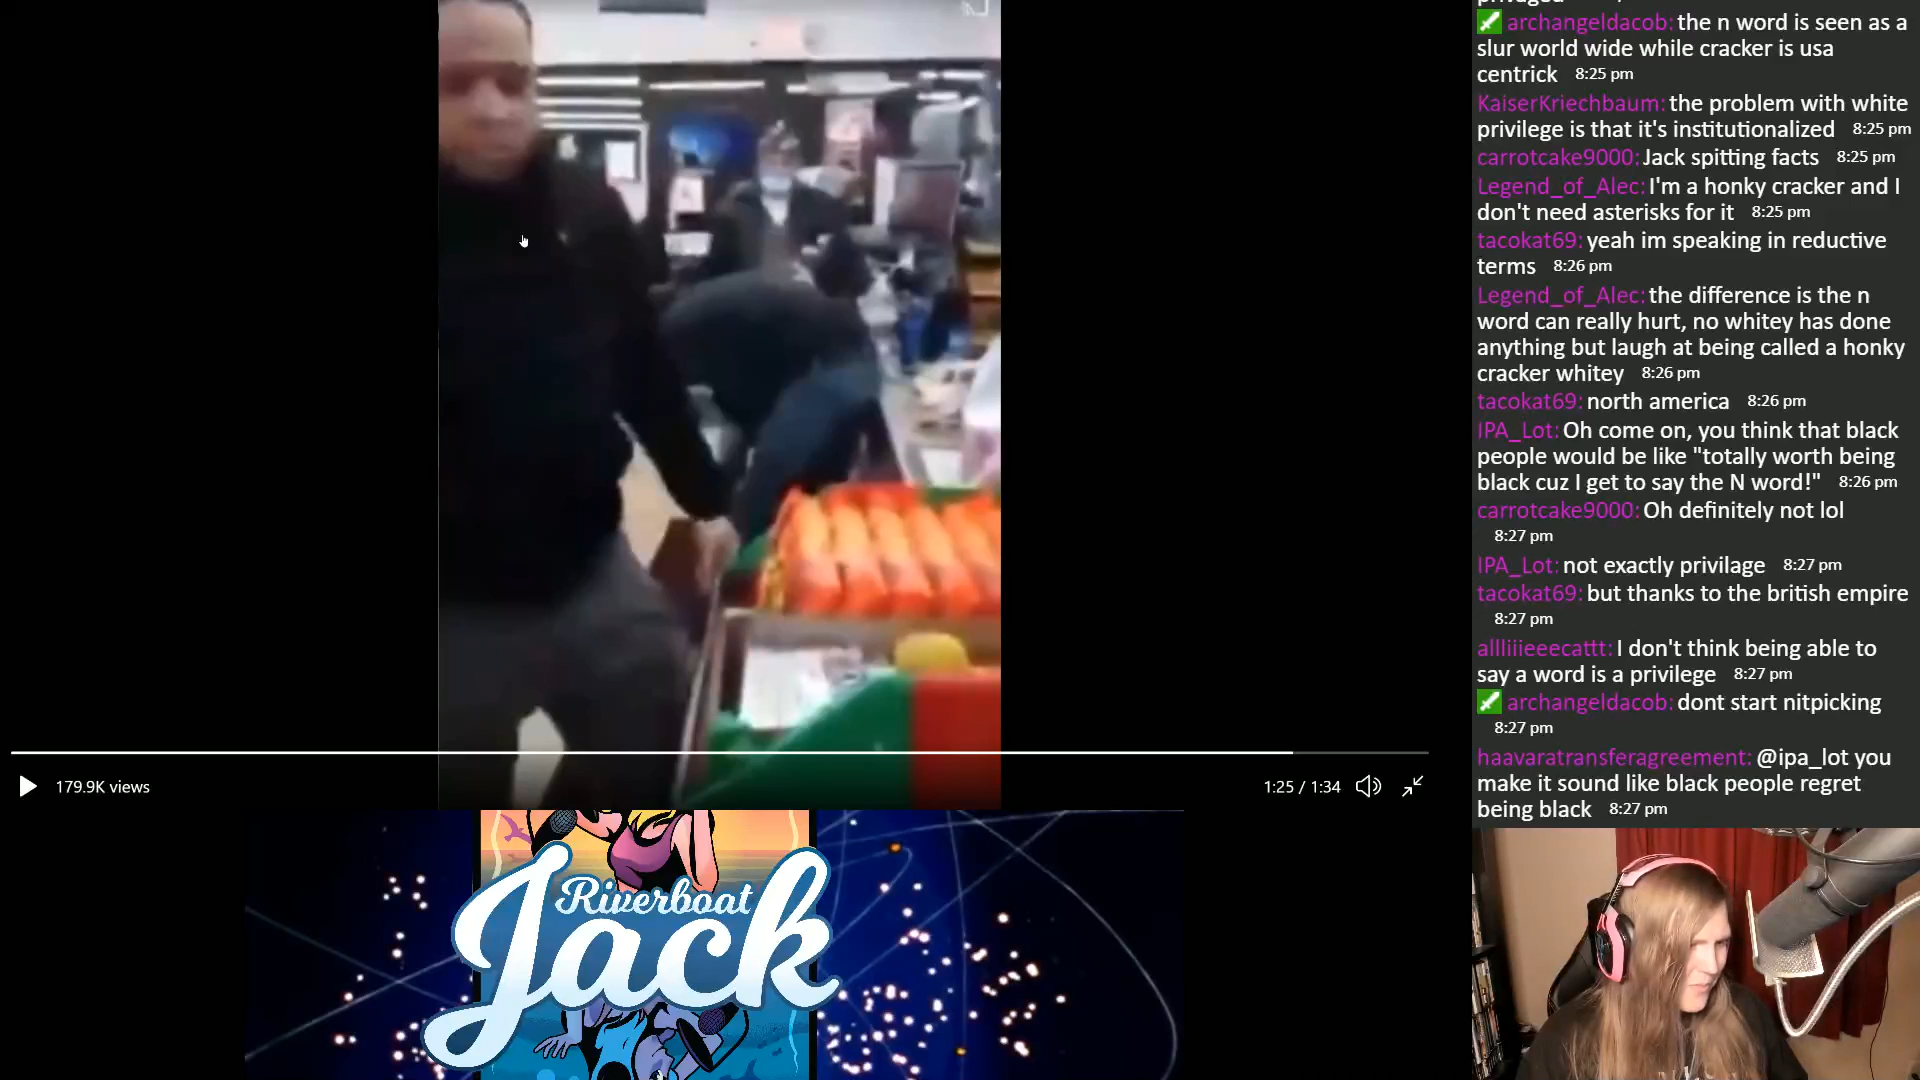 archangeldacob: the n word is seen as a
slur world wide while cracker is usa
centrick 8:25 pm
KaiserKriechbaum: the problem with white
privilege is that it's institutionalized 8:25 pm
carrotcake9000: Jack spitting facts 8:25 pm
Legend_of_Alec: I'm a honky cracker and I
don't need asterisks for it 8:25 pm
tacokat69: yeah im speaking in reductive
terms 8:26 pm
Legend_of_Alec: the difference is the n
word can really hurt, no whitey has done
anything but laugh at being called a honky
cracker whitey 8:26 pm
tacokat69: north america 8:26 pm
IPA_Lot: Oh come on, you think that black
people would be like "totally worth being
black cuz I get to say the N word!" 8:26 pm
carrotcake9000: Oh definitely not lol
8:27 pm
IPA_Lot: not exactly privilage 8:27 pm
tacokat69: but thanks to the british empire
8:27 pm
allliiieeecattt: I don't think being able to
say a word is a privilege 8:27 pm
archangeldacob: dont start nitpicking
8:27 pm
haavaratransferagreement: @ipa_lot you
make it sound like black people regret
being black 8:27 pm
179.9K views
1:25 / 1:34
Riverboat
Jack